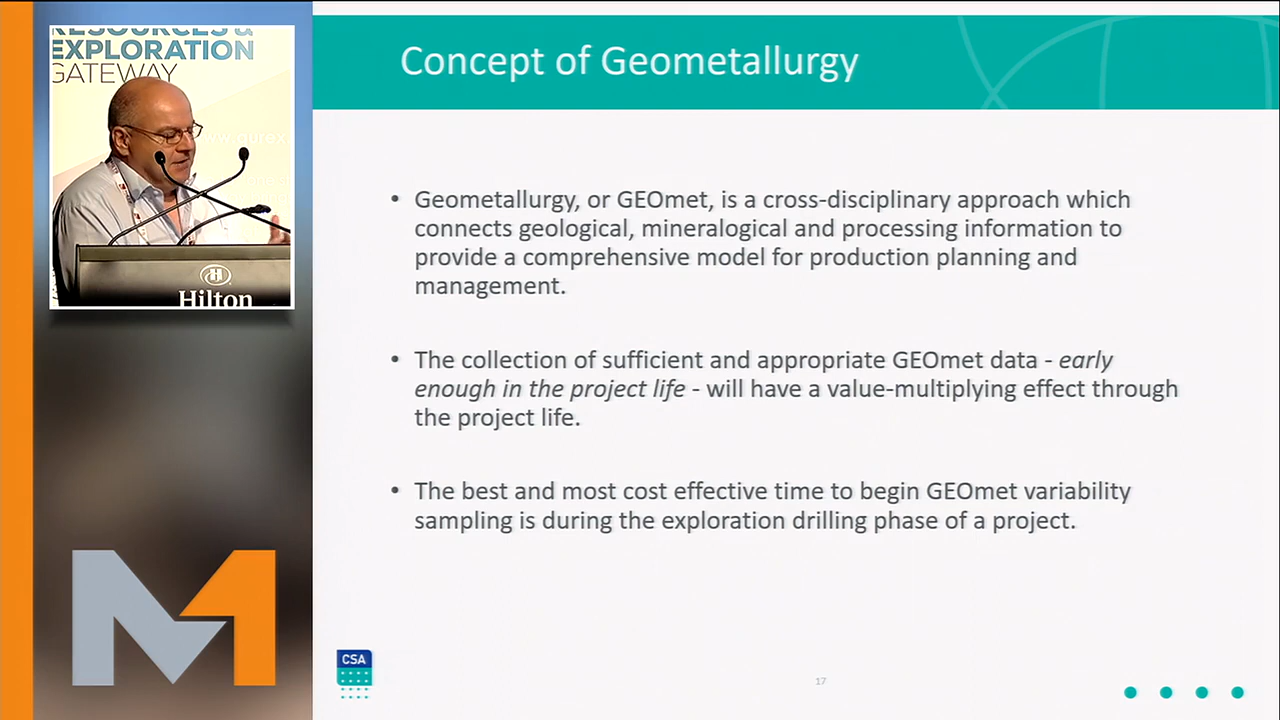 RESOURCES &
EXPLORATION
GATEWAY
Hilton
M1
Concept of Geometallurgy
• Geometallurgy, or GEOmet, is a cross-disciplinary approach which
connects geological, mineralogical and processing information to
provide a comprehensive model for production planning and
management.
• The collection of sufficient and appropriate GEOmet data - early
enough in the project life - will have a value-multiplying effect through
the project life.
• The best and most cost effective time to begin GEOmet variability
sampling is during the exploration drilling phase of a project.
CSA
17